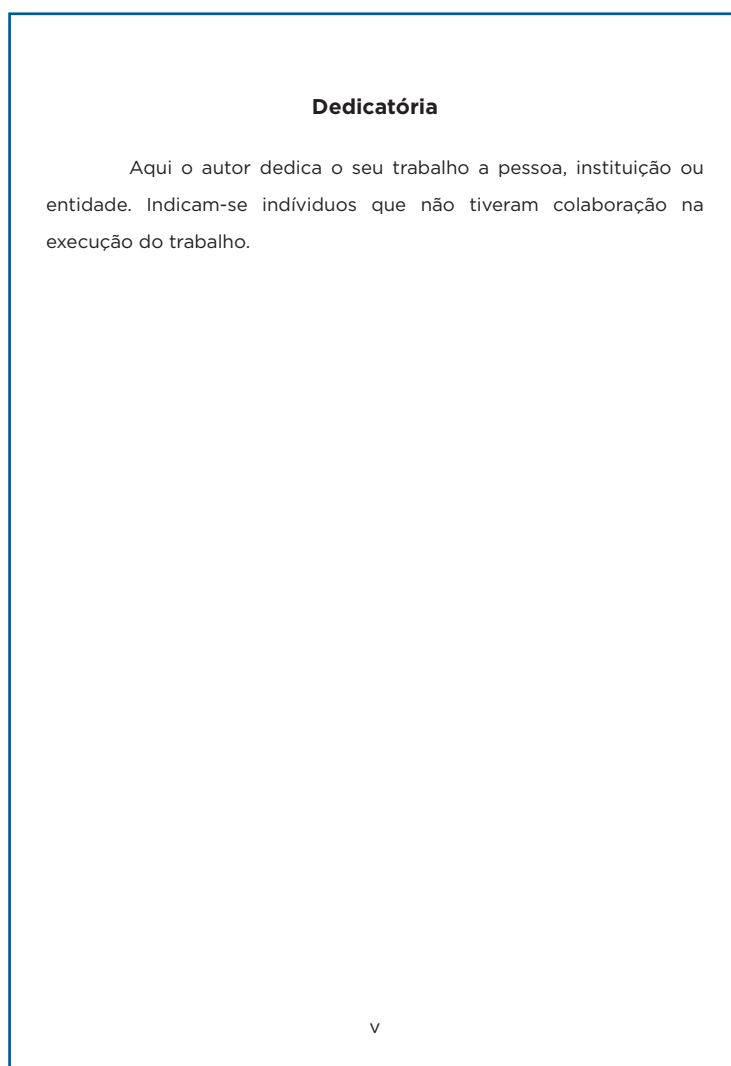 Dedicatória
Aqui o autor dedica o seu trabalho a pessoa, instituição ou
entidade. Indicam-se indíviduos que não tiveram colaboração na
execução do trabalho.
v